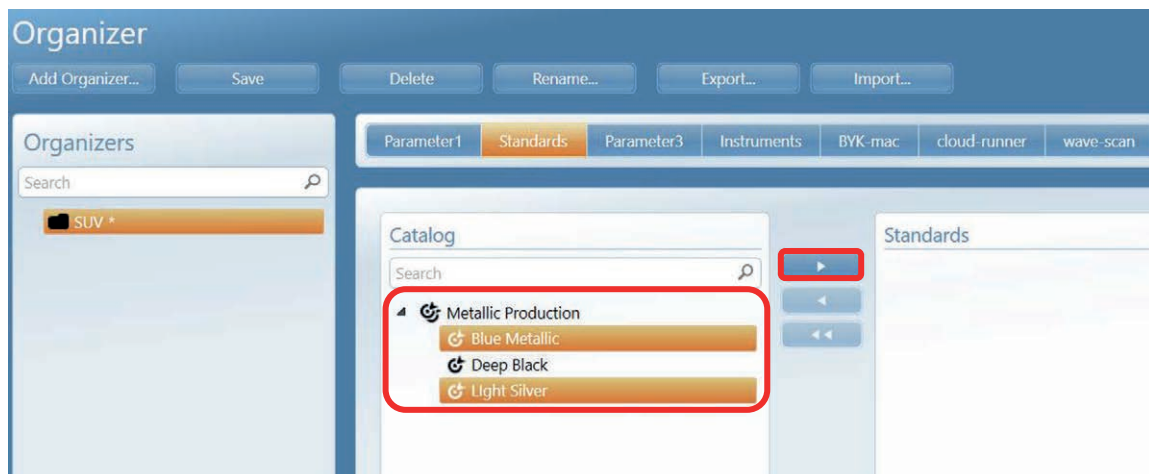 Organizer
Add Organizer... Save Delete Rename... Export... Import...
Organizers
Search
SUV *
Parameter1 Standards Parameter3 Instruments BYK-mac cloud-runner wave-scan
Catalog
Search
Metallic Production
Blue Metallic
Deep Black
LIght Silver
Standards